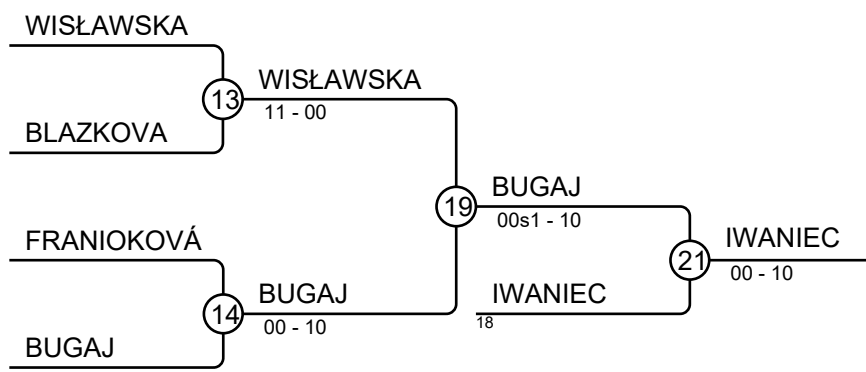 WISŁAWSKA
13
WISŁAWSKA
11 - 00
BLAZKOVA
19
BUGAJ
00s1 - 10
FRANIOKOVÁ
21
IWANIEC
00 - 10
14
BUGAJ
00 - 10
IWANIEC
18
BUGAJ